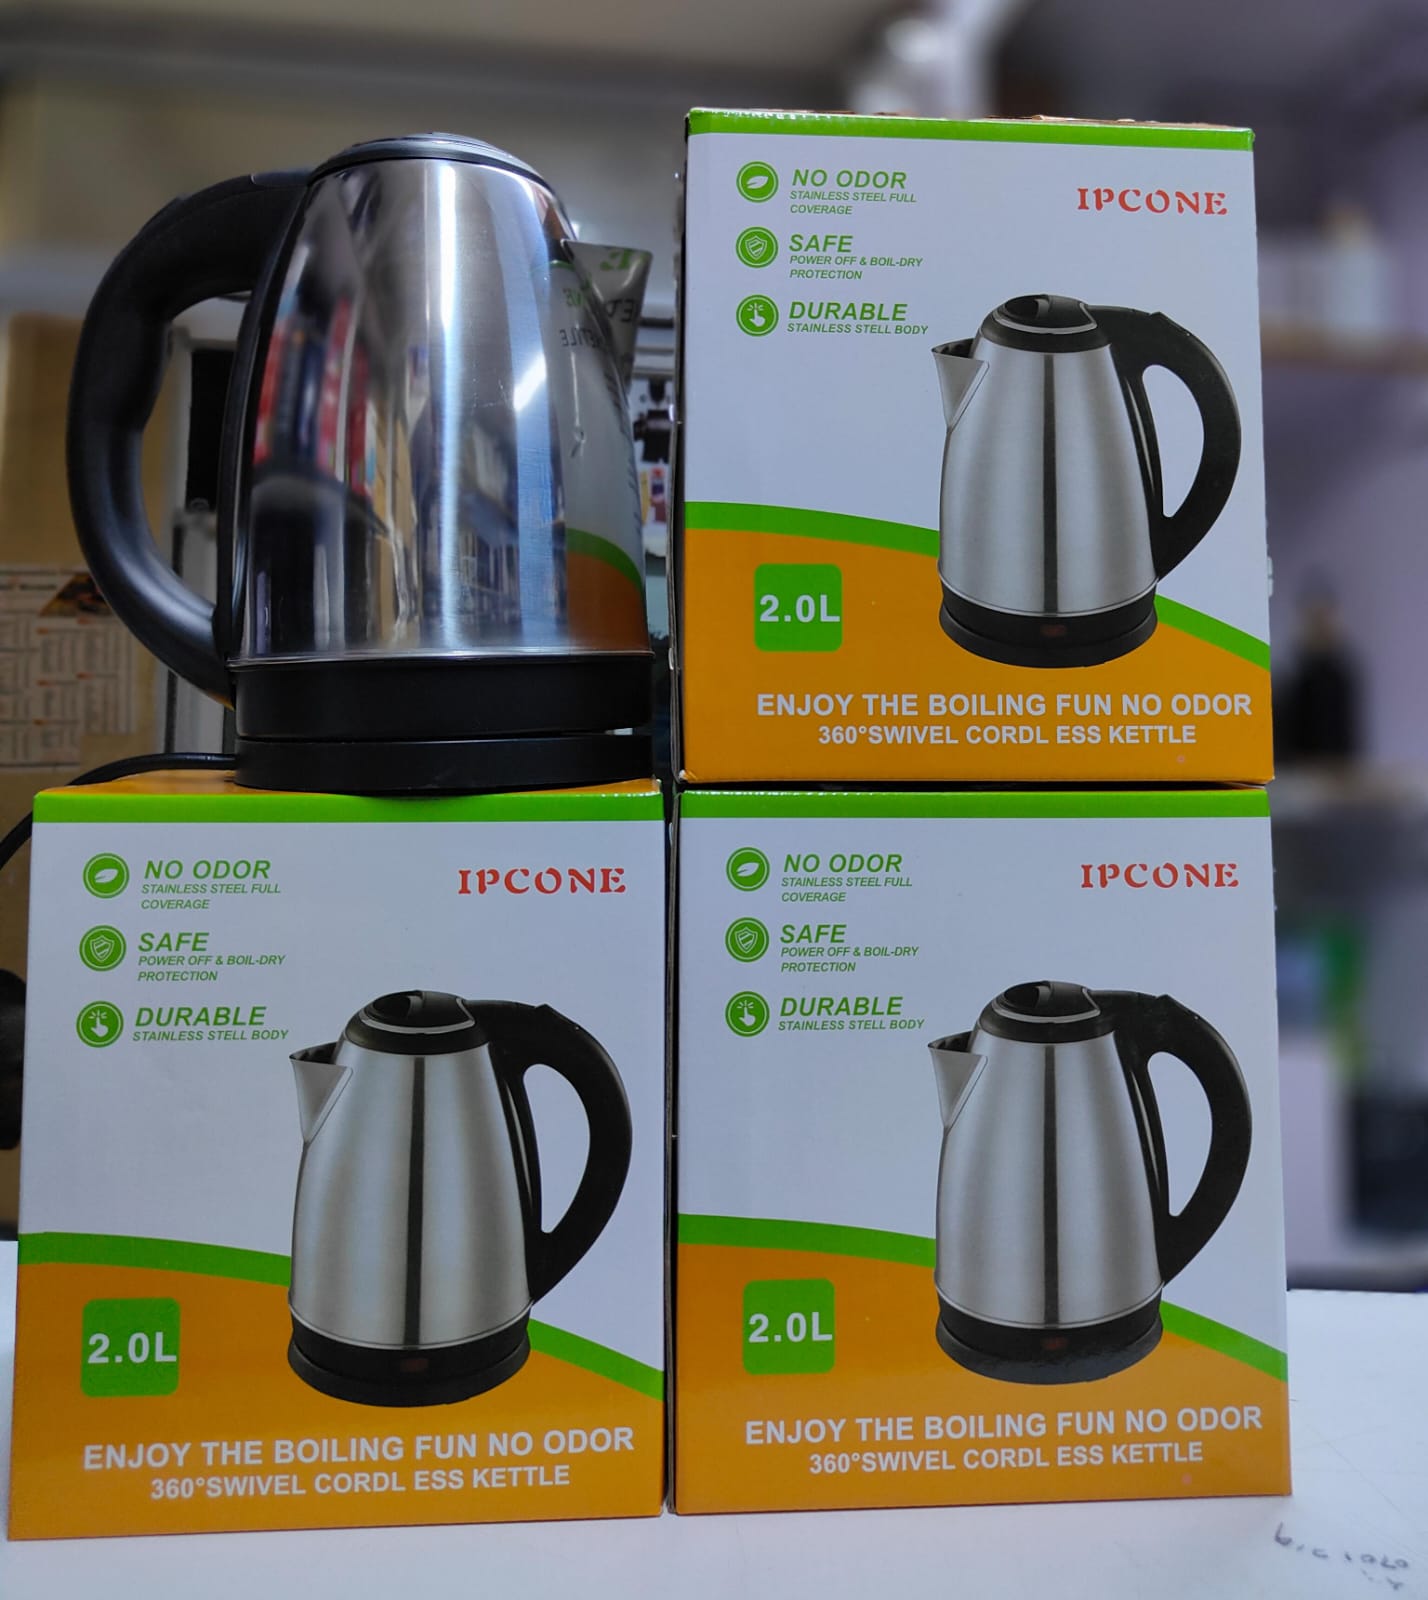 NO ODOR
STAINLESS STEEL FULL
COVERAGE
IPCONE
SAFE
POWER OFF & BOIL-DRY
PROTECTION
DURABLE
STAINLESS STELL BODY
2.0L
ENJOY THE BOILING FUN NO ODOR
360°SWIVEL CORDL ESS KETTLE
NO ODOR
STAINLESS STEEL FULL
COVERAGE
IPCONE
SAFE
POWER OFF & BOIL-DRY
PROTECTION
DURABLE
STAINLESS STELL BODY
2.0L
ENJOY THE BOILING FUN NO ODOR
360°SWIVEL CORDL ESS KETTLE
NO ODOR
STAINLESS STEEL FULL
COVERAGE
IPCONE
SAFE
POWER OFF & BOIL-DRY
PROTECTION
DURABLE
STAINLESS STELL BODY
2.0L
ENJOY THE BOILING FUN NO ODOR
360°SWIVEL CORDL ESS KETTLE